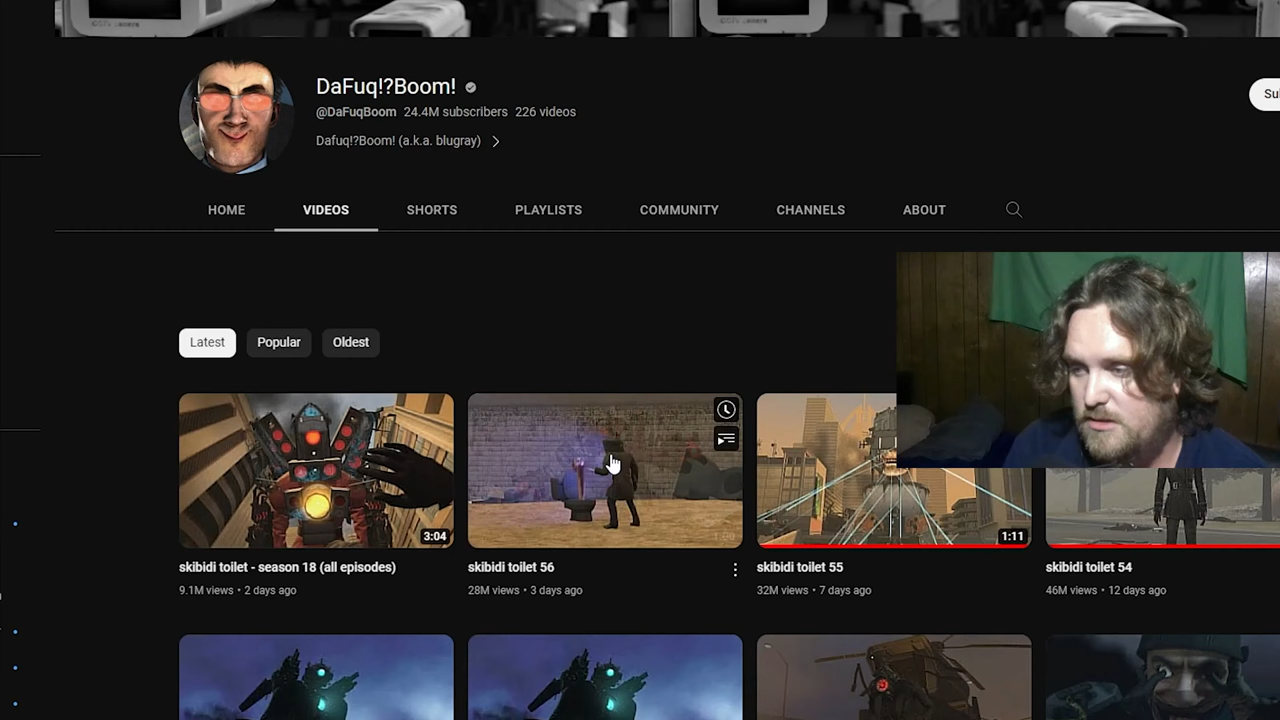 DaFuq!?Boom!
@DaFuqBoom 24.4M subscribers 226 videos
Dafuq!?Boom! (a.k.a. blugray)
HOME VIDEOS SHORTS PLAYLISTS COMMUNITY CHANNELS ABOUT
Latest Popular Oldest
3:04
1:11
skibidi toilet - season 18 (all episodes)
9.1M views • 2 days ago
skibidi toilet 56
28M views • 3 days ago
skibidi toilet 55
32M views • 7 days ago
skibidi toilet 54
46M views • 12 days ago